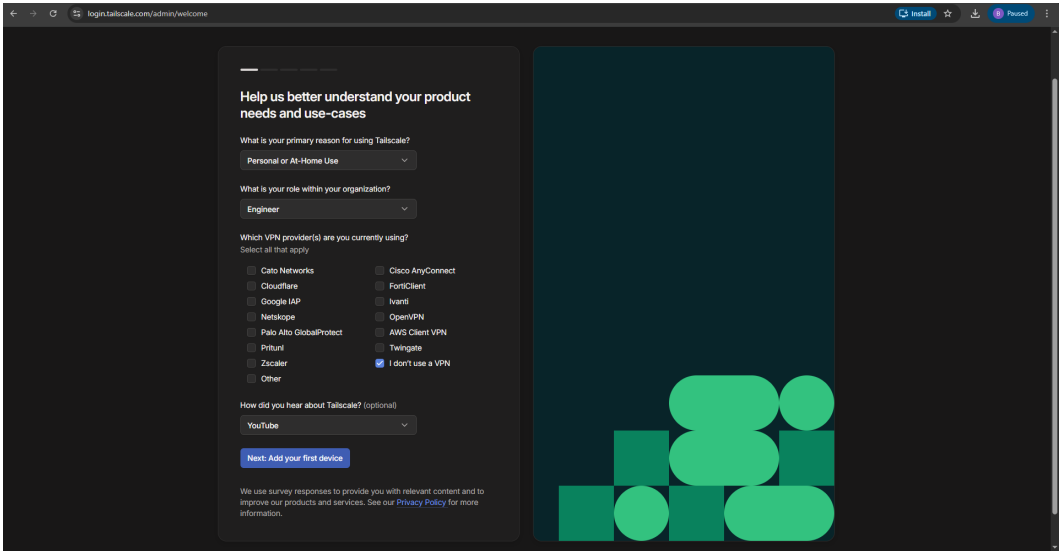 login.tailscale.com/admin/welcome
Install
B
Paused
Help us better understand your product
needs and use-cases
What is your primary reason for using Tailscale?
Personal or At-Home Use
What is your role within your organization?
Engineer
Which VPN provider(s) are you currently using?
Select all that apply
Cato Networks
Cisco AnyConnect
Cloudflare
FortiClient
Google IAP
Ivanti
Netskope
OpenVPN
Palo Alto GlobalProtect
AWS Client VPN
Pritunl
Twingate
Zscaler
I don't use a VPN
Other
How did you hear about Tailscale? (optional)
YouTube
Next: Add your first device
We use survey responses to provide you with relevant content and to
improve our products and services. See our Privacy Policy for more
information.